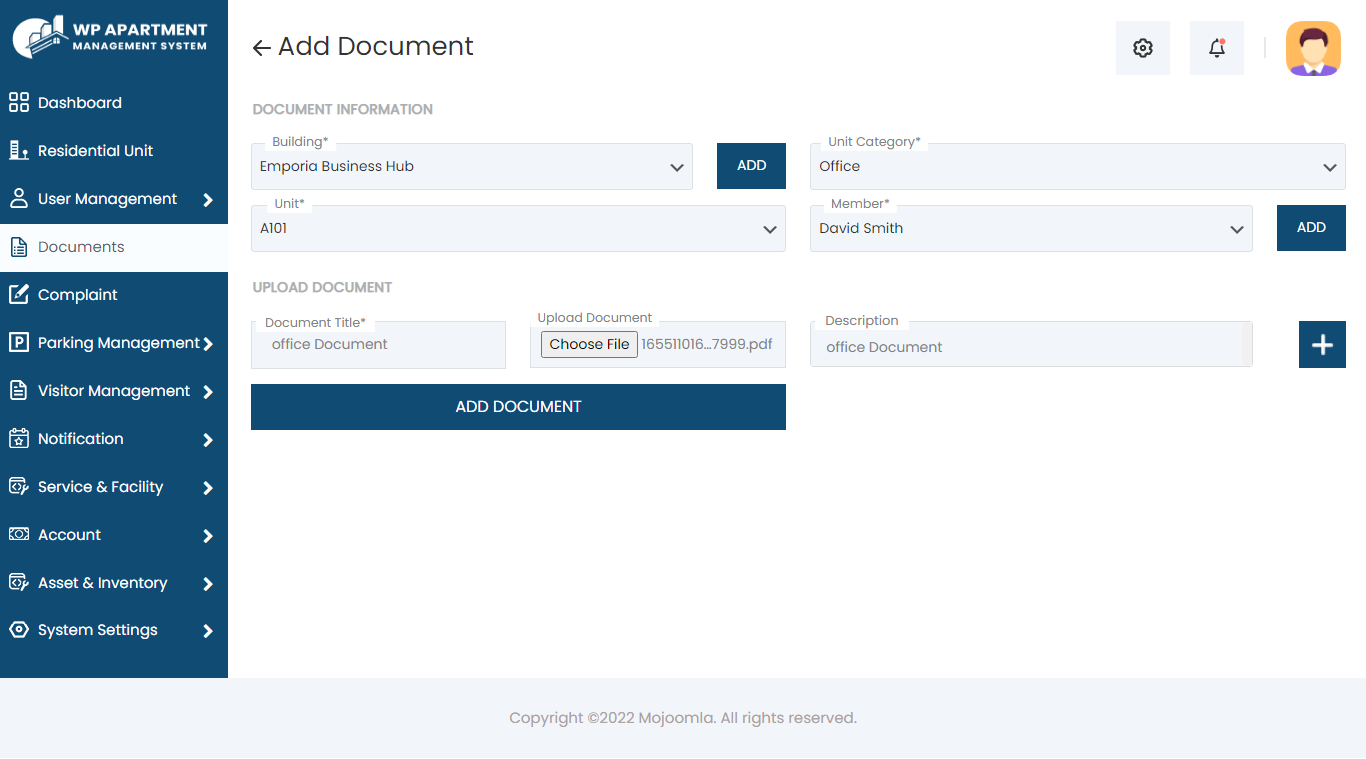 WP APARTMENT
MANAGEMENT SYSTEM
Dashboard
Residential Unit
User Management
Documents
Complaint
Parking Management
Visitor Management
Notification
Service & Facility
Account
Asset & Inventory
System Settings
Add Document
DOCUMENT INFORMATION
Building*
Emporia Business Hub
ADD
Unit Category*
Office
Unit*
A101
Member*
David Smith
ADD
UPLOAD DOCUMENT
Document Title*
office Document
Upload Document
Choose File 165511016...7999.pdf
Description
office Document
ADD DOCUMENT
Copyright ©2022 Mojoomla. All rights reserved.